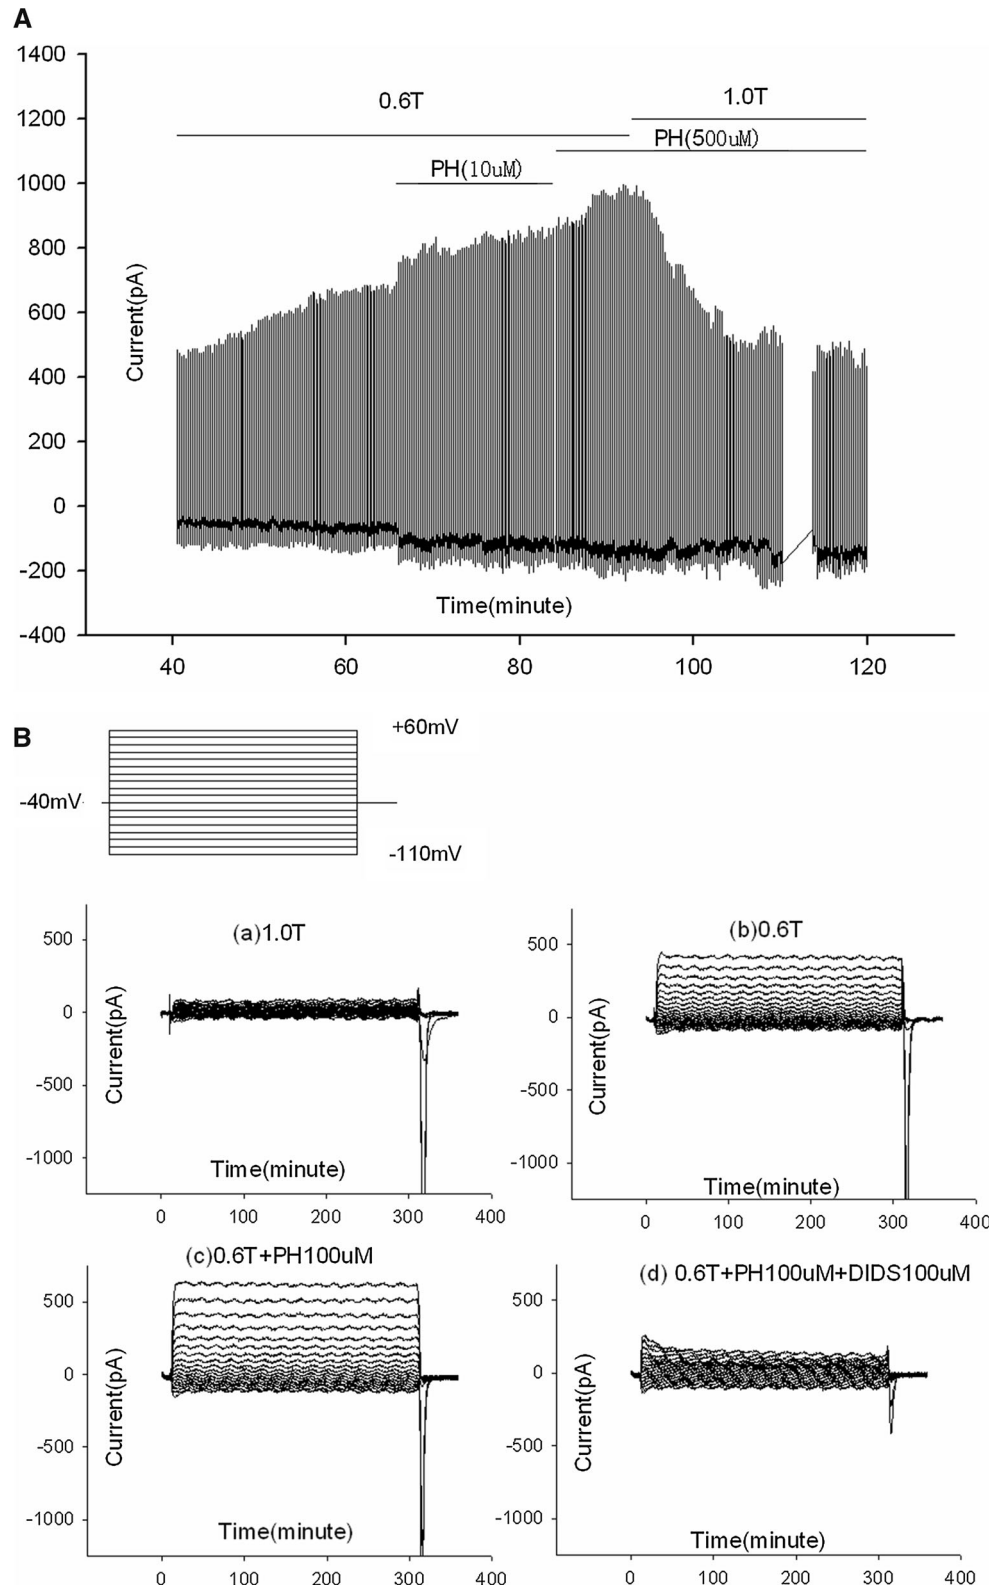 A
1400
1200
1000
800
600
400
200
0
-200
-400
Current(pA)
0.6T
1.0T
PH(500uM)
PH(10uM)
Time(minute)
40 60 80 100 120
B
+60mV
-40mV
-110mV
(a)1.0T
500
0
-500
-1000
Current(pA)
Time(minute)
0 100 200 300 400
(b)0.6T
500
0
-500
-1000
Current(pA)
Time(minute)
0 100 200 300 400
(c)0.6T+PH100uM
500
0
-500
-1000
Current(pA)
Time(minute)
0 100 200 300 400
(d) 0.6T+PH100uM+DIDS100uM
500
0
-500
-1000
Current(pA)
Time(minute)
0 100 200 300 400